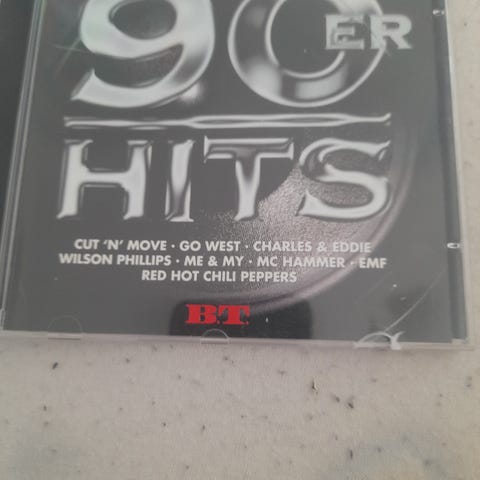 90ER
HITS
CUT 'N' MOVE · GO WEST · CHARLES & EDDIE
WILSON PHILLIPS · ME & MY · MC HAMMER · EMF
RED HOT CHILI PEPPERS
B.T.